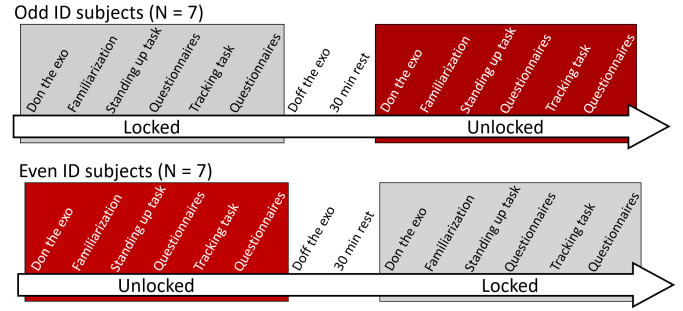 Odd ID subjects (N = 7)
Don the exo
Familiarization
Standing up task
Questionnaires
Tracking task
Questionnaires
Doff the exo
30 min rest
Don the exo
Familiarization
Standing up task
Questionnaires
Tracking task
Questionnaires
Locked
Unlocked
Even ID subjects (N = 7)
Don the exo
Familiarization
Standing up task
Questionnaires
Tracking task
Questionnaires
Doff the exo
30 min rest
Don the exo
Familiarization
Standing up task
Questionnaires
Tracking task
Questionnaires
Unlocked
Locked